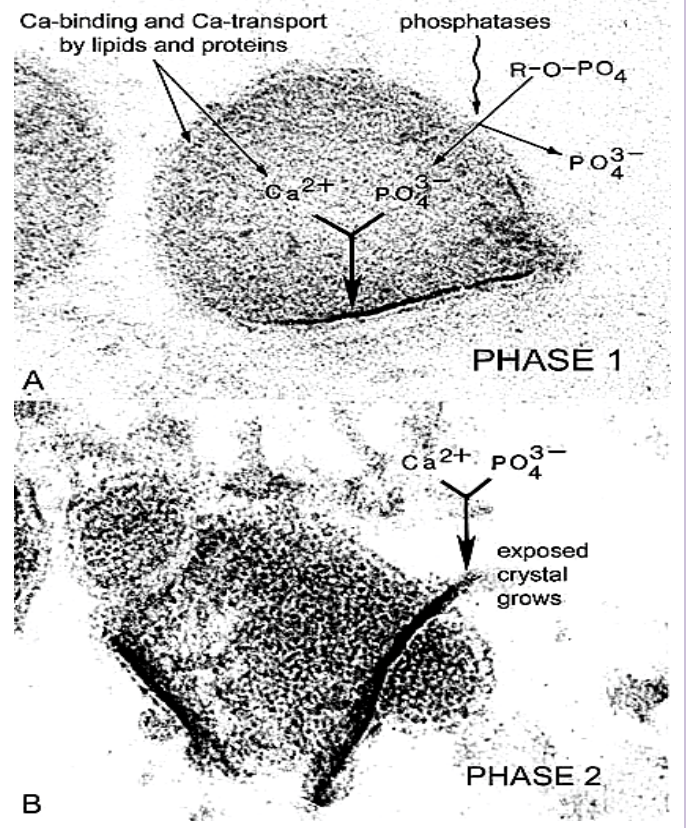 Ca-binding and Ca-transport
by lipids and proteins
phosphatases
R-O-PO₄
PO₄³⁻
Ca²⁺ PO₄³⁻
PHASE 1
A
Ca²⁺ PO₄³⁻
exposed
crystal
grows
PHASE 2
B